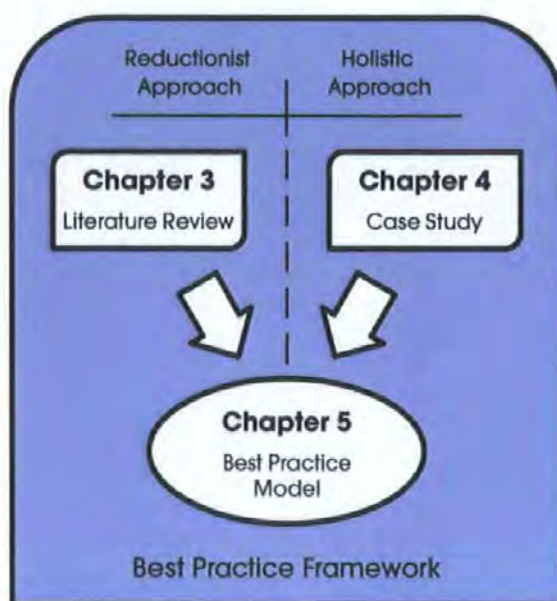 Reductionist
Approach
Holistic
Approach
Chapter 3
Literature Review
Chapter 4
Case Study
Chapter 5
Best Practice
Model
Best Practice Framework